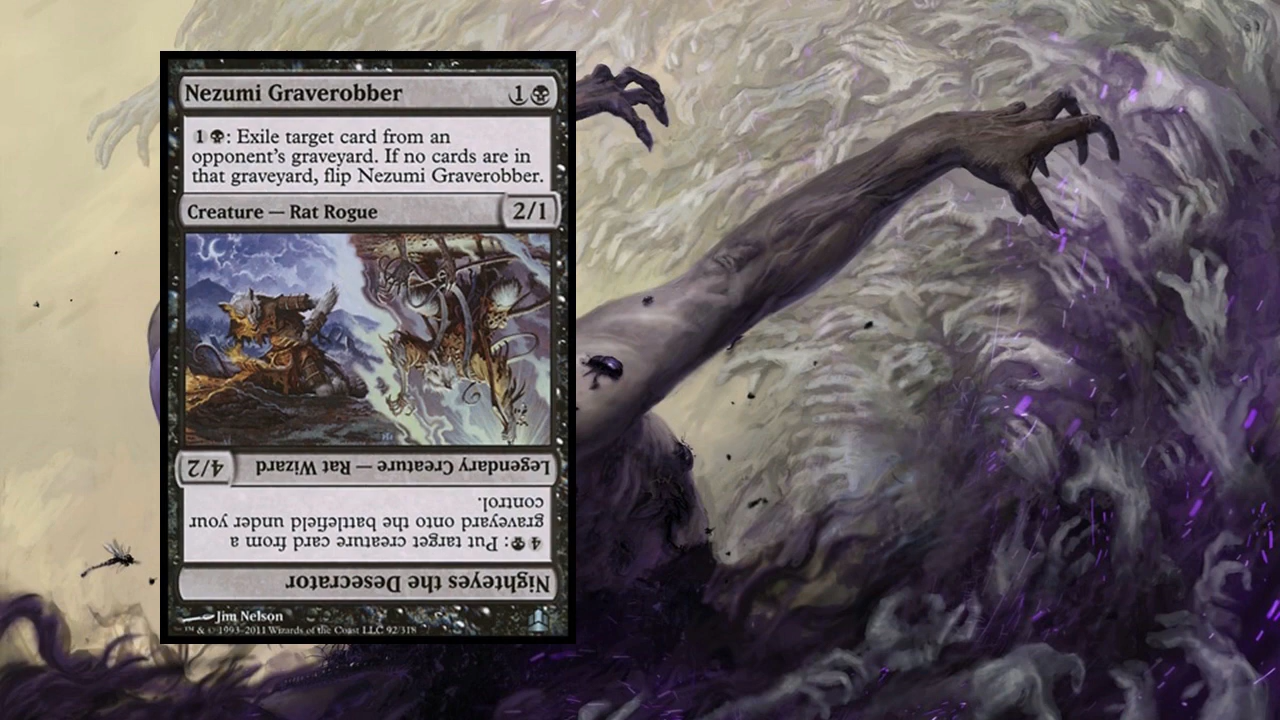 Nezumi Graverobber 1
1: Exile target card from an
opponent's graveyard. If no cards are in
that graveyard, flip Nezumi Graverobber.
Creature — Rat Rogue 2/1
Legendary Creature — Rat Wizard 4/2
4: Put target creature card from a
graveyard onto the battlefield under your
control.
Nighteyes the Desecrator
Jim Nelson
™ & © 1993-2011 Wizards of the Coast LLC 92/318